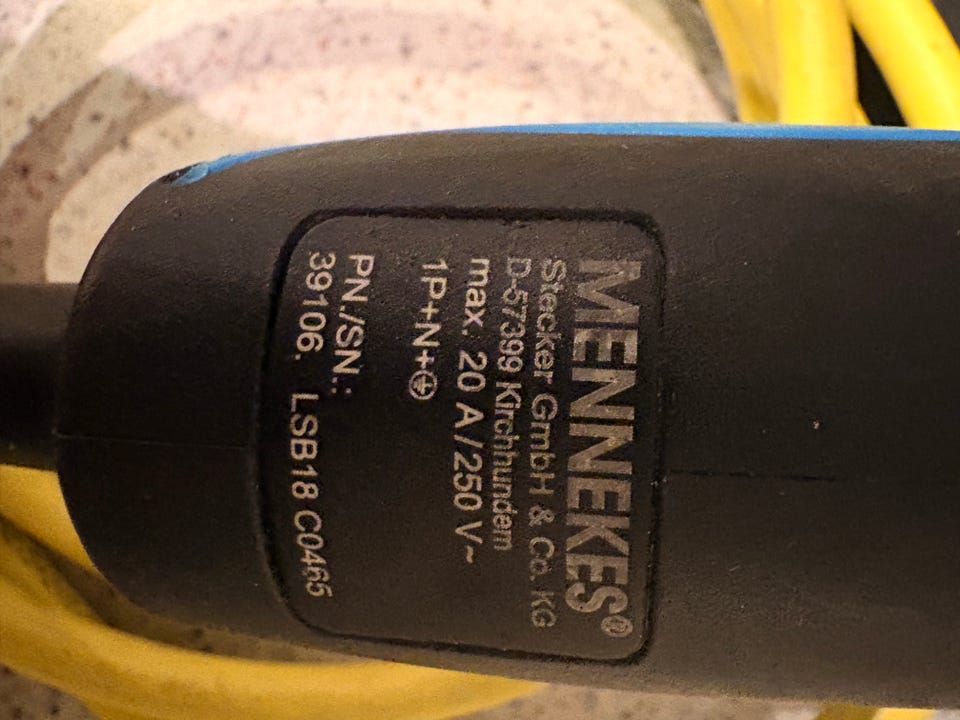 MENNEKES®
Stecker GmbH & Co. KG
D-57399 Kirchhundem
max. 20 A/250 V~
1P+N+⏚
PN./SN.:
39106. LSB18 C0465